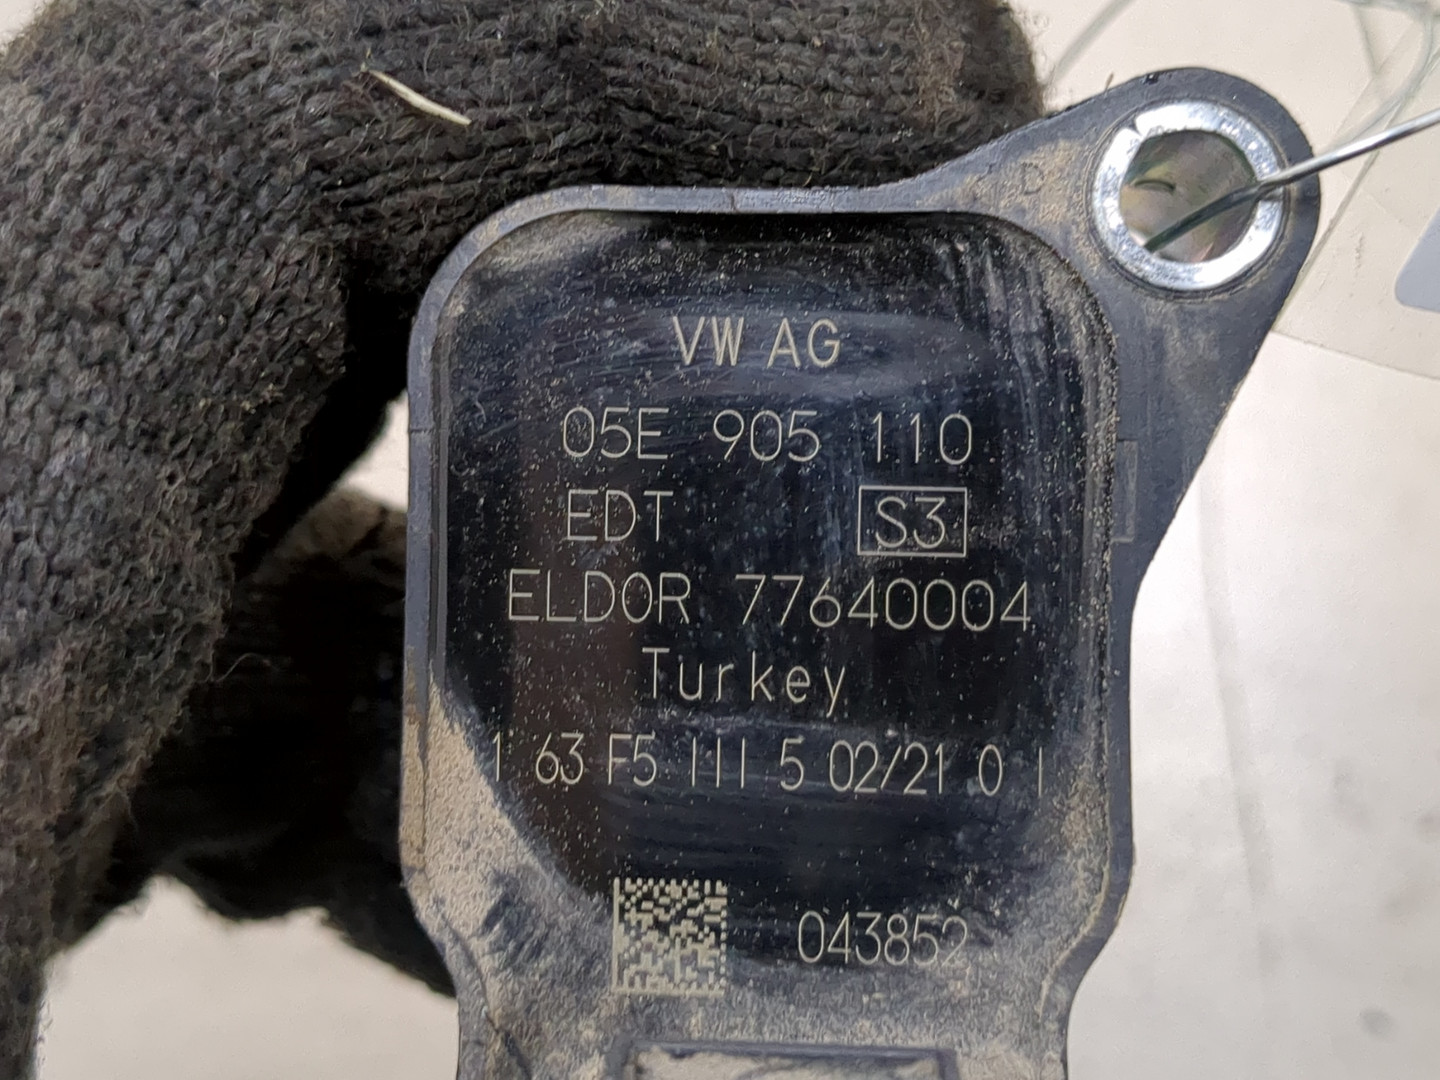 VW AG
05E 905 110
EDT S3
ELDOR 77640004
Turkey
1 63 F5 111 5 02/21 0 1
043852